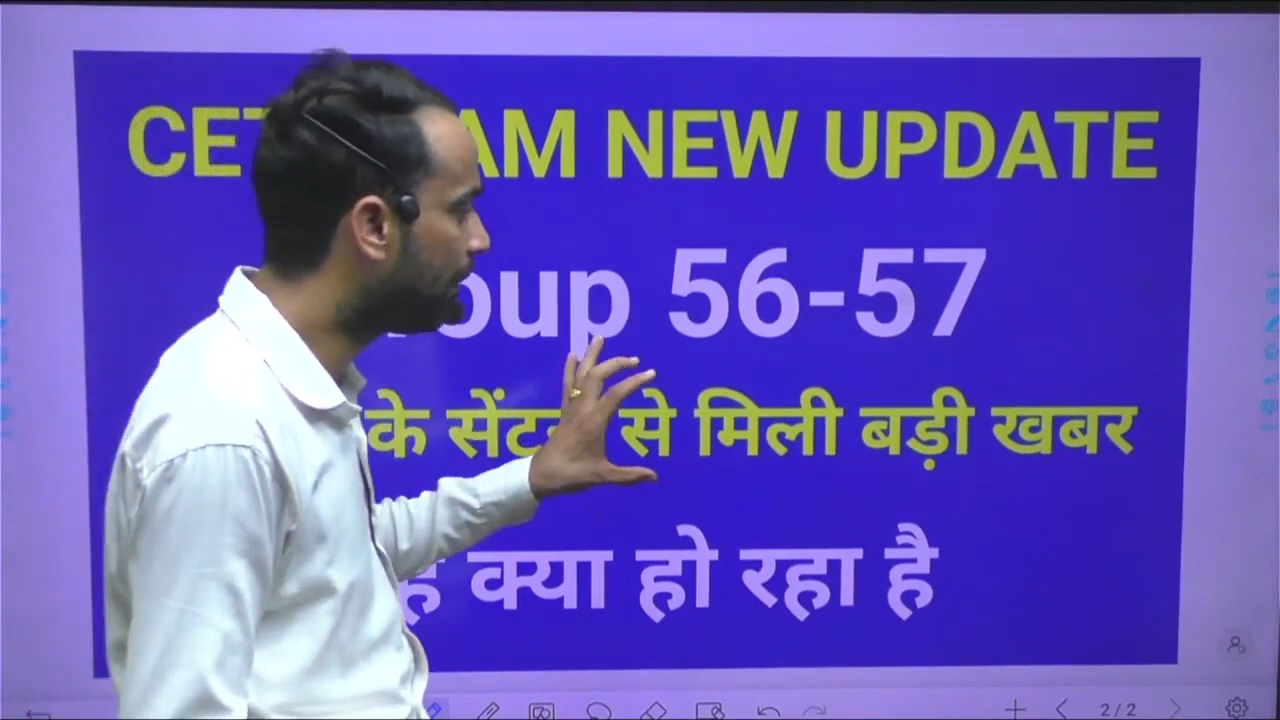 CET AM NEW UPDATE
oup 56-57
के से मिली बड़ी खबर
क्या हो रहा है
2/2